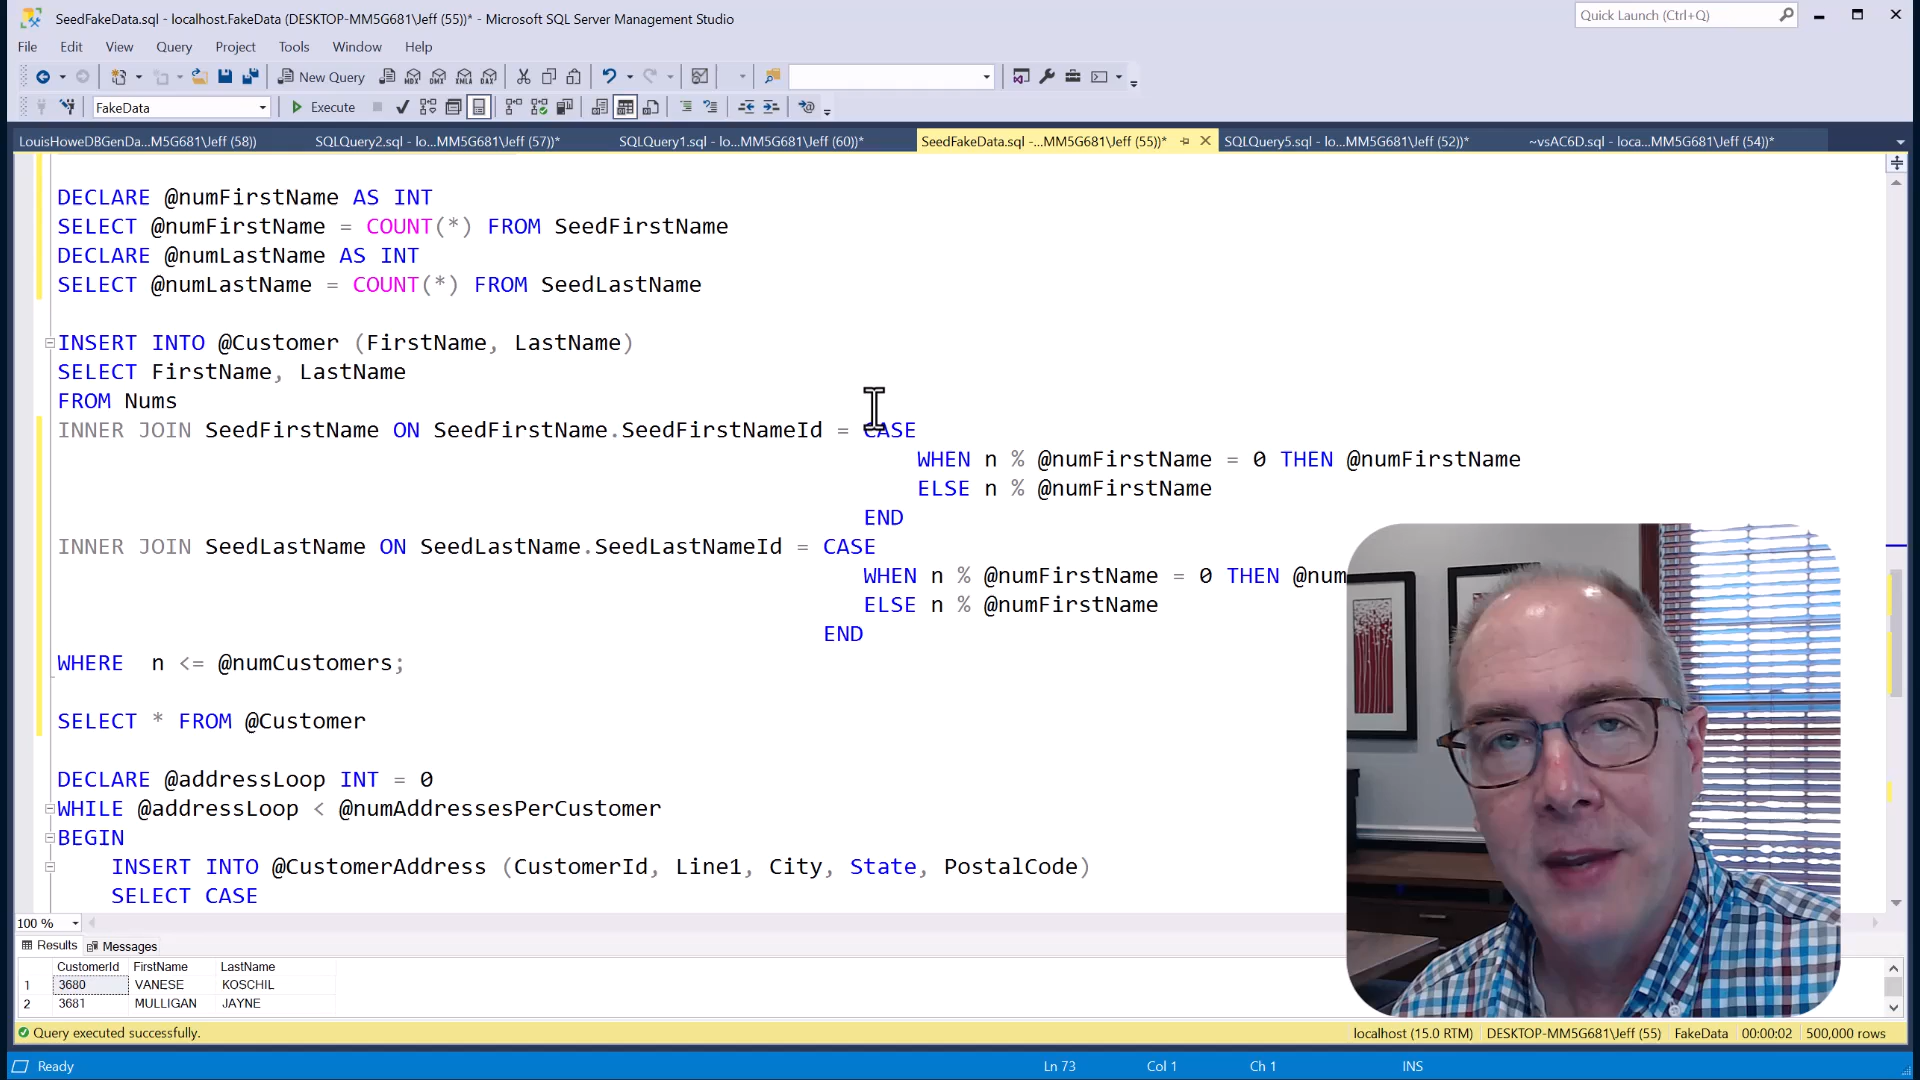 SeedFakeData.sql - localhost.FakeData (DESKTOP-MM5G681\Jeff (55))* - Microsoft SQL Server Management Studio
Quick Launch (Ctrl+Q)
File Edit View Query Project Tools Window Help
New Query MDX DMX XMLA DAX
FakeData Execute
LouisHoweDBGenDa...M5G681\Jeff (58)) SQLQuery2.sql - lo...MM5G681\Jeff (57))* SQLQuery1.sql - lo...MM5G681\Jeff (60))* SeedFakeData.sql -...MM5G681\Jeff (55))* SQLQuery5.sql - lo...MM5G681\Jeff (52))* ~vsAC6D.sql - loca...MM5G681\Jeff (54))*
DECLARE @numFirstName AS INT
SELECT @numFirstName = COUNT(*) FROM SeedFirstName
DECLARE @numLastName AS INT
SELECT @numLastName = COUNT(*) FROM SeedLastName
INSERT INTO @Customer (FirstName, LastName)
SELECT FirstName, LastName
FROM Nums
INNER JOIN SeedFirstName ON SeedFirstName.SeedFirstNameId = CASE
WHEN n % @numFirstName = 0 THEN @numFirstName
ELSE n % @numFirstName
END
INNER JOIN SeedLastName ON SeedLastName.SeedLastNameId = CASE
WHEN n % @numFirstName = 0 THEN @num
ELSE n % @numFirstName
END
WHERE n <= @numCustomers;
SELECT * FROM @Customer
DECLARE @addressLoop INT = 0
WHILE @addressLoop < @numAddressesPerCustomer
BEGIN
INSERT INTO @CustomerAddress (CustomerId, Line1, City, State, PostalCode)
SELECT CASE
100 %
Results Messages
CustomerId FirstName LastName
1 3680 VANESE KOSCHIL
2 3681 MULLIGAN JAYNE
Query executed successfully. localhost (15.0 RTM) DESKTOP-MM5G681\Jeff (55) FakeData 00:00:02 500,000 rows
Ready Ln 73 Col 1 Ch 1 INS